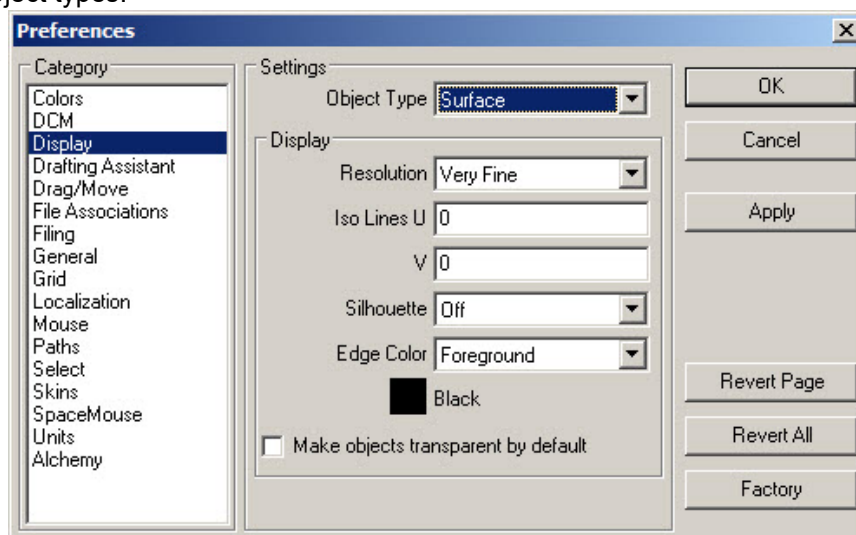 ject types.
Preferences
Category
Colors
DCM
Display
Drafting Assistant
Drag/Move
File Associations
Filing
General
Grid
Localization
Mouse
Paths
Select
Skins
SpaceMouse
Units
Alchemy
Settings
Object Type Surface
Display
Resolution Very Fine
Iso Lines U 0
V 0
Silhouette Off
Edge Color Foreground
Black
Make objects transparent by default
OK
Cancel
Apply
Revert Page
Revert All
Factory